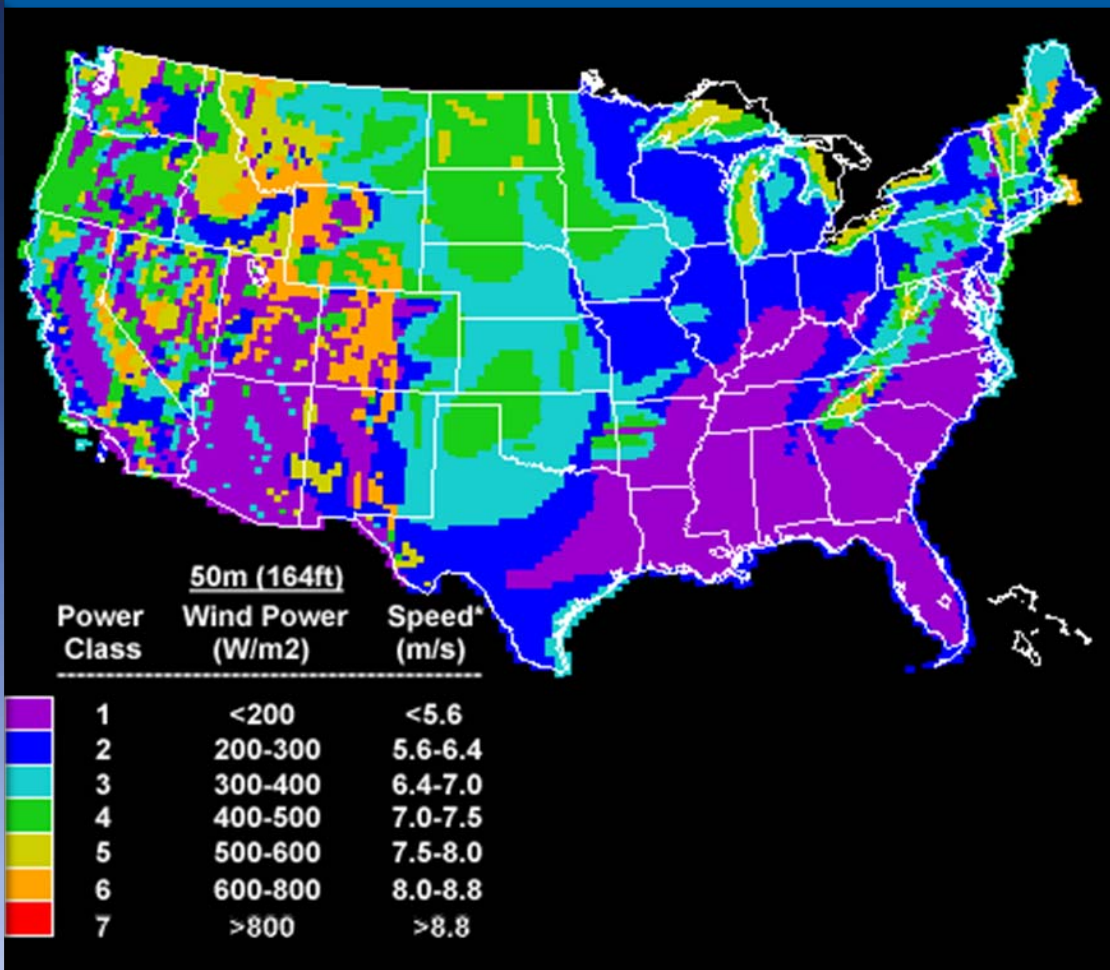 50m (164ft)
Power Wind Power Speed*
Class (W/m2) (m/s)
1 <200 <5.6
2 200-300 5.6-6.4
3 300-400 6.4-7.0
4 400-500 7.0-7.5
5 500-600 7.5-8.0
6 600-800 8.0-8.8
7 >800 >8.8